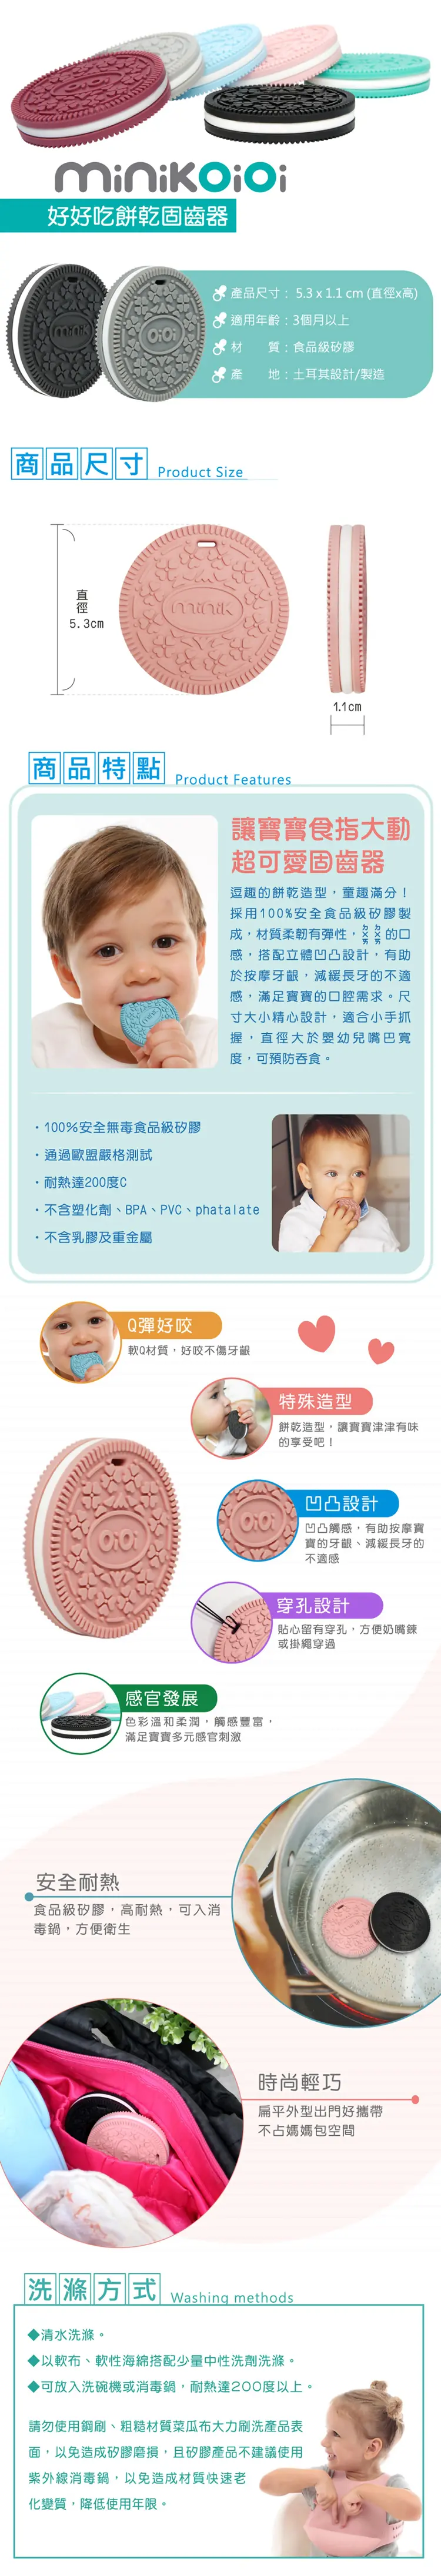 minikoioi
好好吃餅乾固齒器
mini
oioi
產品尺寸：5.3 x 1.1 cm (直徑x高)
適用年齡：3個月以上
材　　質：食品級矽膠
產　　地：土耳其設計/製造
商品尺寸 Product Size
直徑
5.3cm
minik
1.1cm
商品特點 Product Features
讓寶寶食指大動
超可愛固齒器
逗趣的餅乾造型，童趣滿分！
採用100%安全食品級矽膠製
成，材質柔韌有彈性，ㄉㄨㄞㄉㄨㄞ的口
感，搭配立體凹凸設計，有助
於按摩牙齦，減緩長牙的不適
感，滿足寶寶的口腔需求。尺
寸大小精心設計，適合小手抓
握，直徑大於嬰幼兒嘴巴寬
度，可預防吞食。
・100%安全無毒食品級矽膠
・通過歐盟嚴格測試
・耐熱達200度C
・不含塑化劑、BPA、PVC、phatalate
・不含乳膠及重金屬
Q彈好咬
軟Q材質，好咬不傷牙齦
特殊造型
餅乾造型，讓寶寶津津有味
的享受吧！
oioi
凹凸設計
凹凸觸感，有助按摩寶
寶的牙齦、減緩長牙的
不適感
穿孔設計
貼心留有穿孔，方便奶嘴鍊
或掛繩穿過
感官發展
色彩溫和柔潤，觸感豐富，
滿足寶寶多元感官刺激
安全耐熱
食品級矽膠，高耐熱，可入消
毒鍋，方便衛生
時尚輕巧
扁平外型出門好攜帶
不占媽媽包空間
洗滌方式 Washing methods
◆清水洗滌。
◆以軟布、軟性海綿搭配少量中性洗劑洗滌。
◆可放入洗碗機或消毒鍋，耐熱達200度以上。
請勿使用鋼刷、粗糙材質菜瓜布大力刷洗產品表
面，以免造成矽膠磨損，且矽膠產品不建議使用
紫外線消毒鍋，以免造成材質快速老
化變質，降低使用年限。